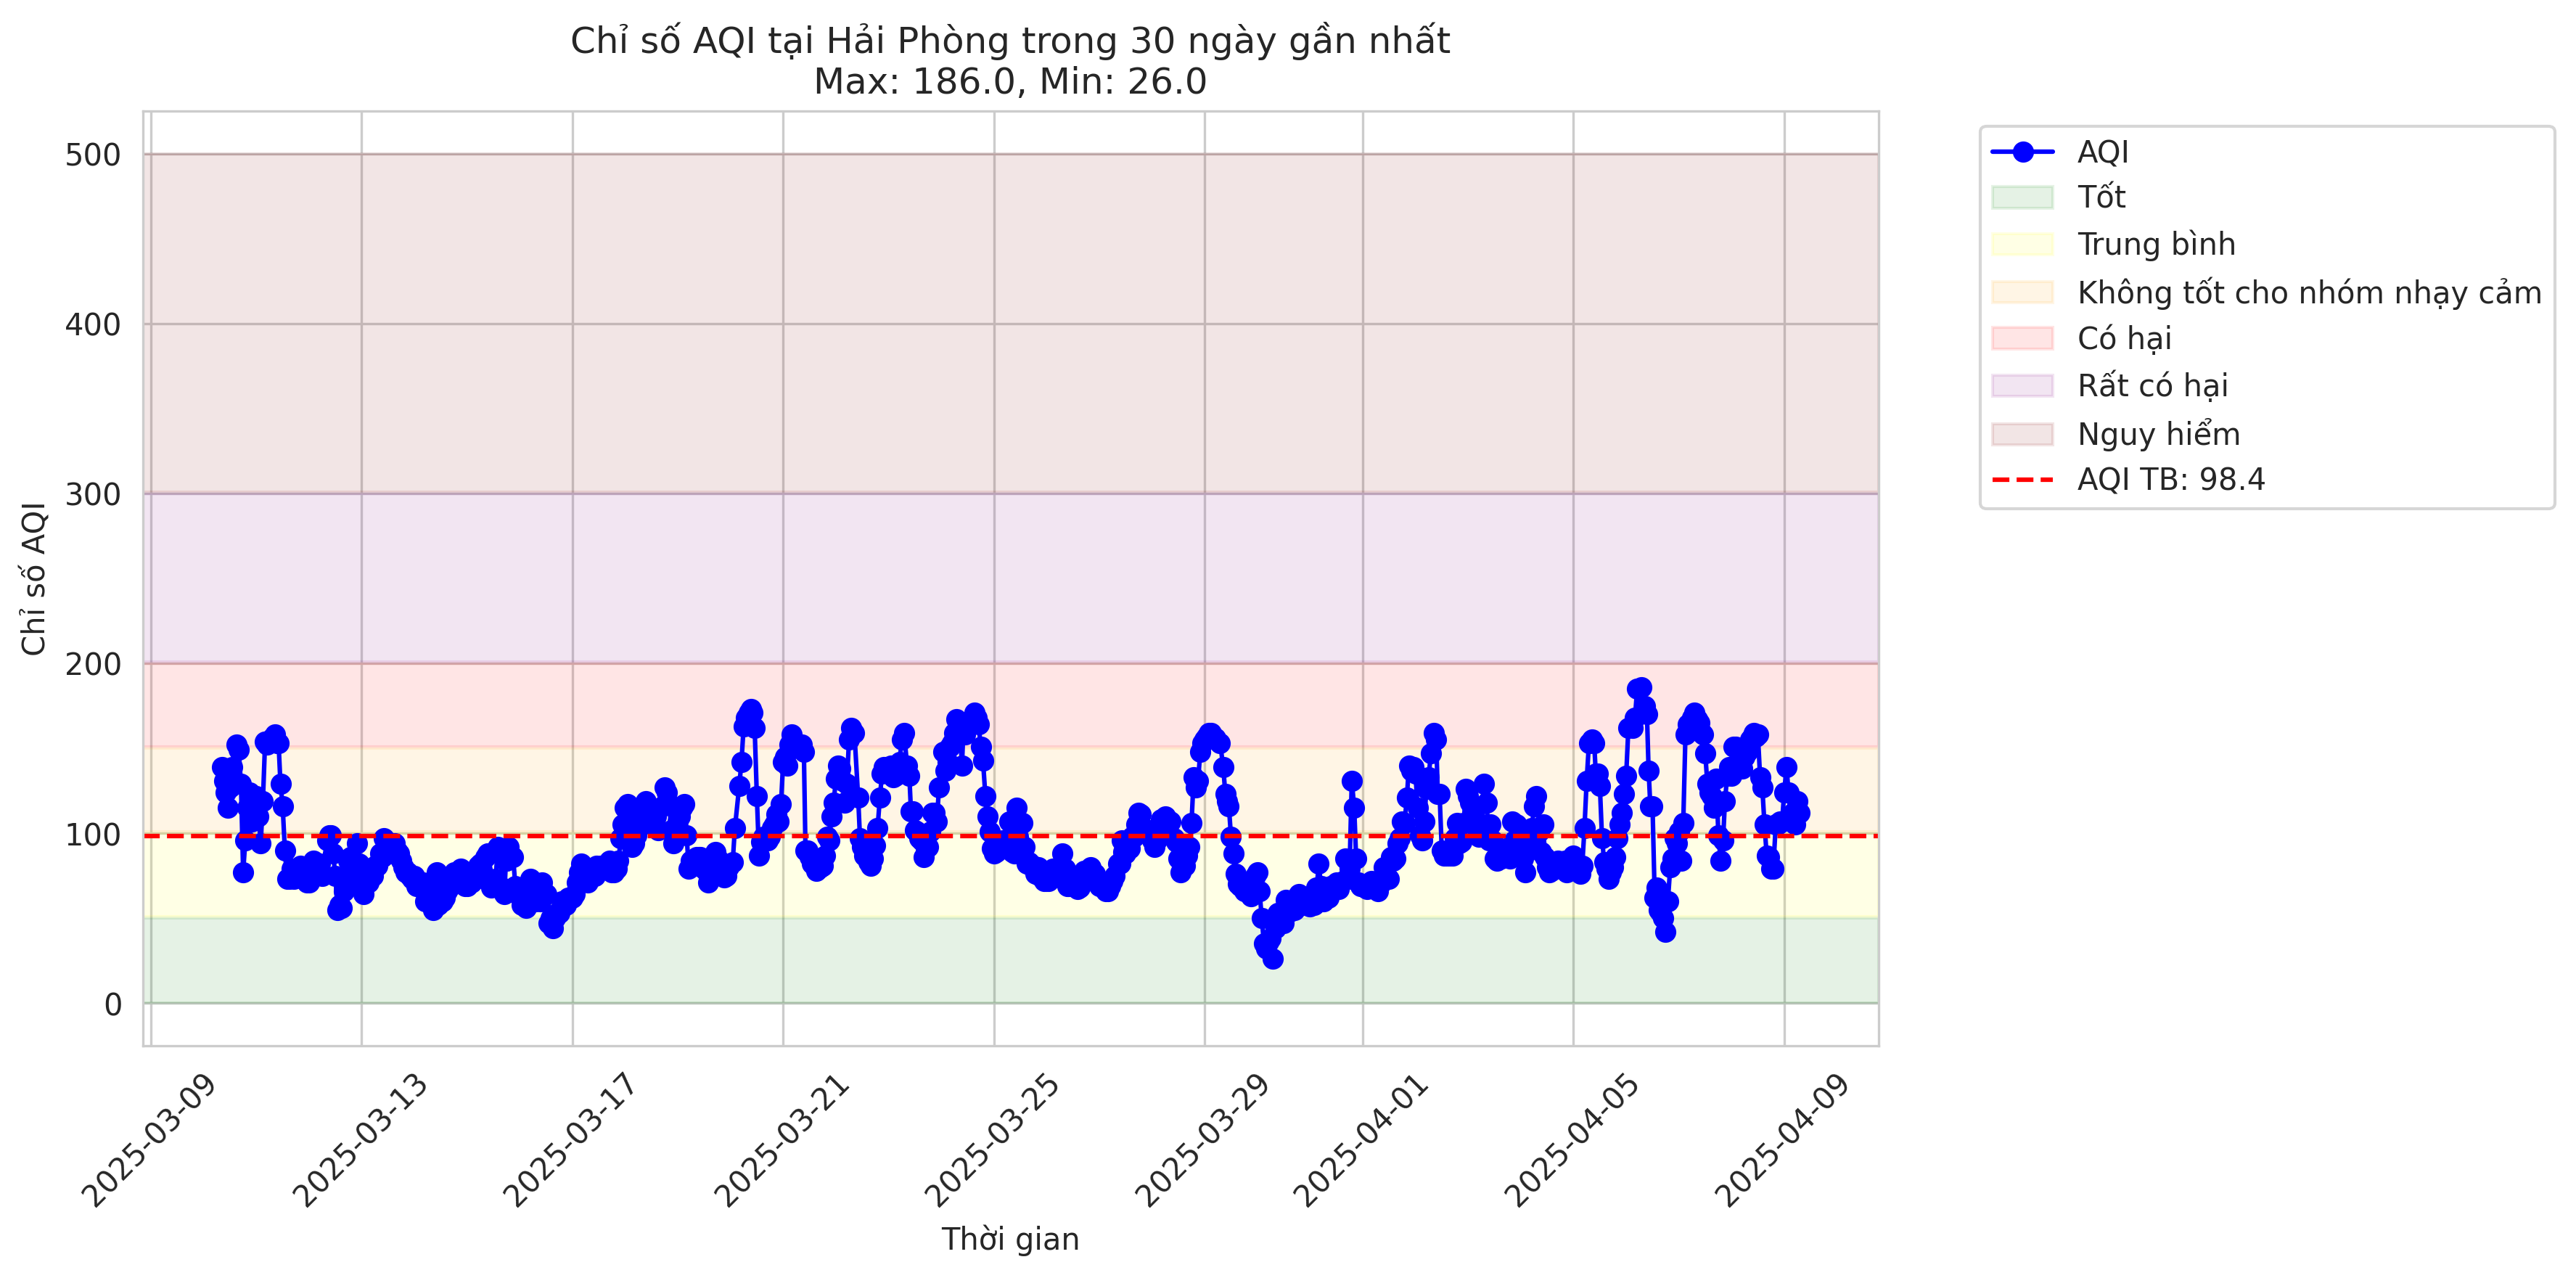 Chỉ số AQI tại Hải Phòng trong 30 ngày gần nhất
Max: 186.0, Min: 26.0
Chỉ số AQI
500
400
300
200
100
0
2025-03-09
2025-03-13
2025-03-17
2025-03-21
2025-03-25
2025-03-29
2025-04-01
2025-04-05
2025-04-09
Thời gian
AQI
Tốt
Trung bình
Không tốt cho nhóm nhạy cảm
Có hại
Rất có hại
Nguy hiểm
AQI TB: 98.4